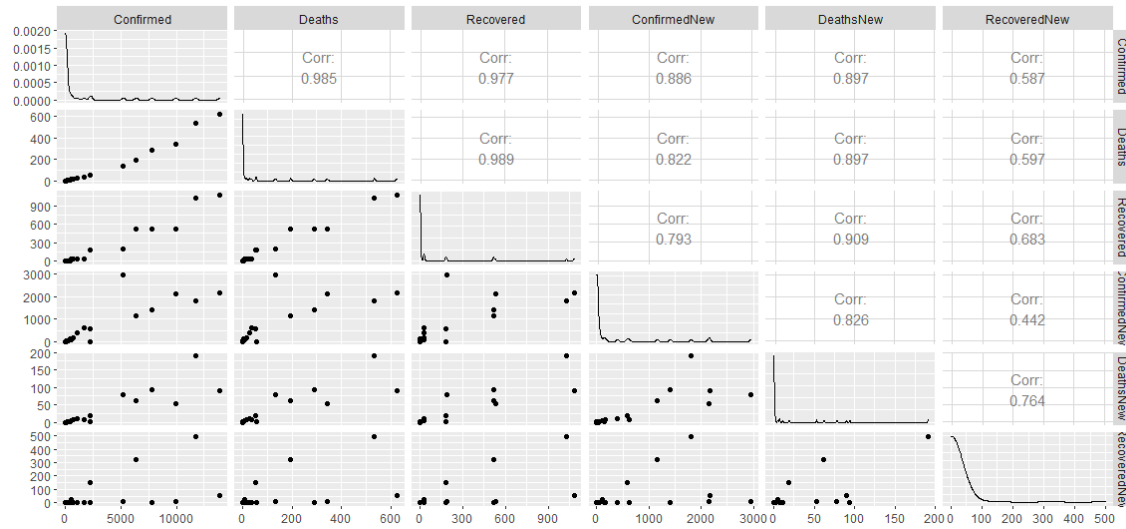 Confirmed Deaths Recovered ConfirmedNew DeathsNew RecoveredNew
0.0020
0.0015
0.0010
0.0005
0.0000
Corr:
0.985
Corr:
0.977
Corr:
0.886
Corr:
0.897
Corr:
0.587
Confirmed
600
400
200
0
Corr:
0.989
Corr:
0.822
Corr:
0.897
Corr:
0.597
Deaths
900
600
300
0
Corr:
0.793
Corr:
0.909
Corr:
0.683
Recovered
3000
2000
1000
0
Corr:
0.826
Corr:
0.442
ConfirmedNew
200
150
100
50
0
Corr:
0.764
DeathsNew
500
400
300
200
100
0
RecoveredNew
0 5000 10000 0 200 400 600 0 300 600 900 0 1000 2000 3000 0 50 100 150 200 0 100 200 300 400 500